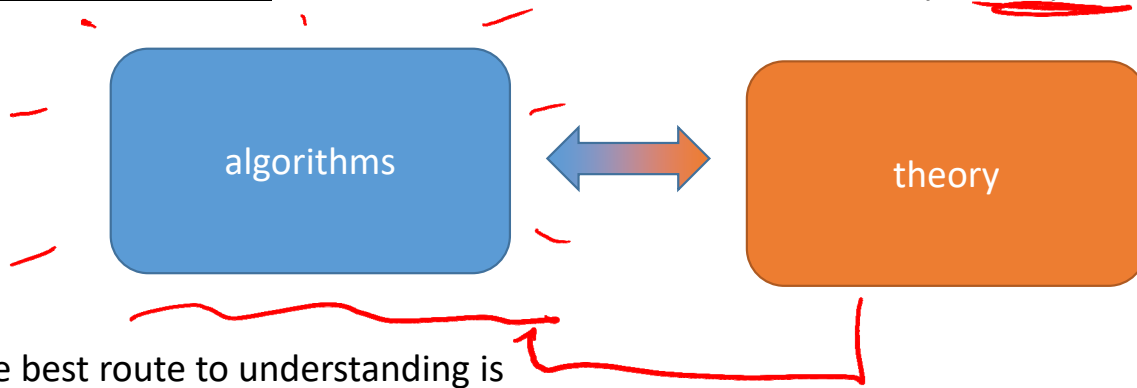 algorithms
theory
e best route to understanding is